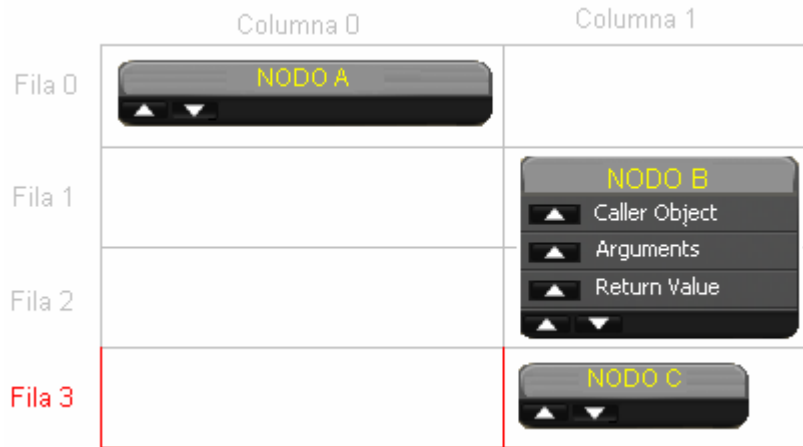 Columna 0
Columna 1
Fila 0
NODO A
Fila 1
NODO B
Caller Object
Arguments
Fila 2
Return Value
Fila 3
NODO C